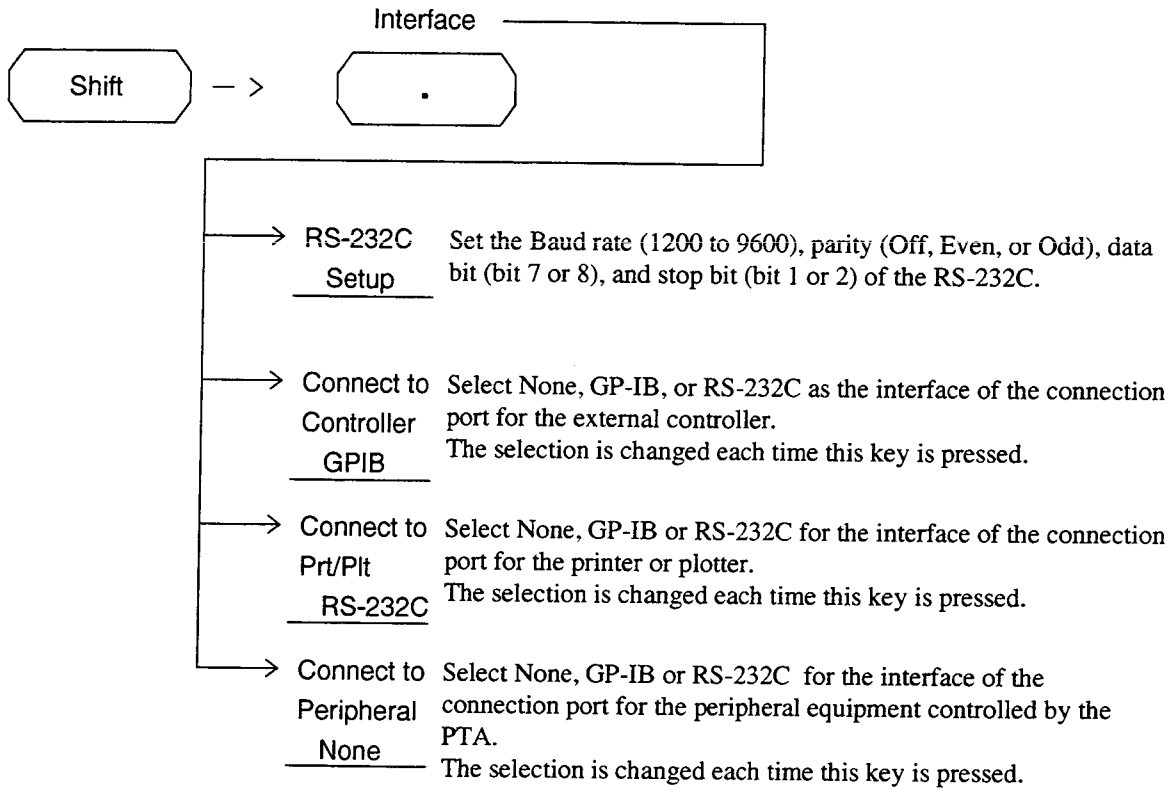 Interface
Shift -> .
RS-232C
Setup
Set the Baud rate (1200 to 9600), parity (Off, Even, or Odd), data
bit (bit 7 or 8), and stop bit (bit 1 or 2) of the RS-232C.
Connect to
Controller
GPIB
Select None, GP-IB, or RS-232C as the interface of the connection
port for the external controller.
The selection is changed each time this key is pressed.
Connect to
Prt/Plt
RS-232C
Select None, GP-IB or RS-232C for the interface of the connection
port for the printer or plotter.
The selection is changed each time this key is pressed.
Connect to
Peripheral
None
Select None, GP-IB or RS-232C for the interface of the
connection port for the peripheral equipment controlled by the
PTA.
The selection is changed each time this key is pressed.